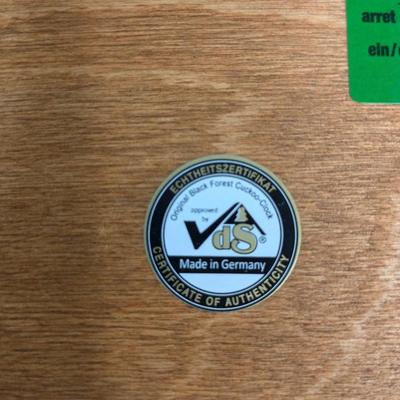 arret
ein/
ECHTHEITSZERTIFIKAT
Original Black Forest Cuckoo-Clock
approved
by
VdS®
Made in Germany
CERTIFICATE OF AUTHENTICITY